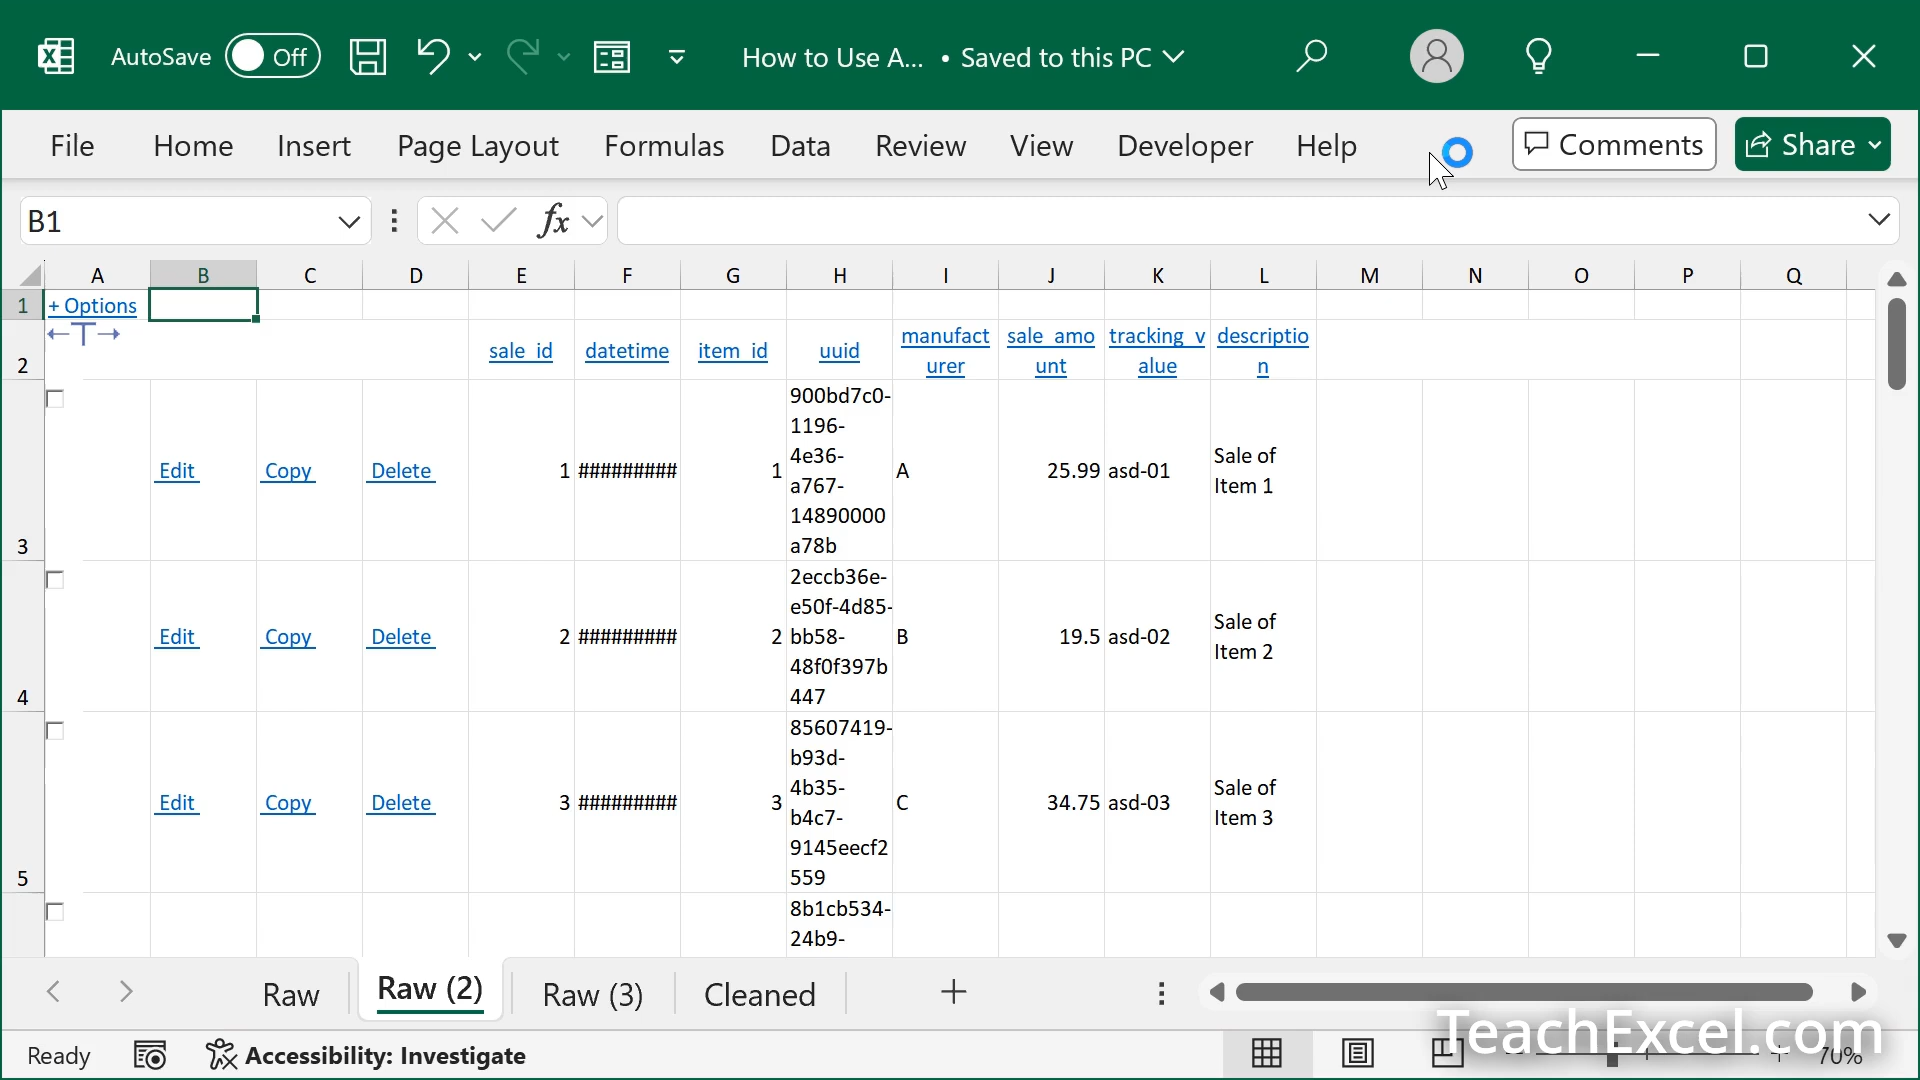 AutoSave Off How to Use A... • Saved to this PC
File Home Insert Page Layout Formulas Data Review View Developer Help Comments Share
B1 fx
A B C D E F G H I J K L M N O P Q
1 + Options
2 sale_id datetime item_id uuid manufact
urer sale_amo
unt tracking_v
alue descriptio
n
3 Edit Copy Delete 1 ######### 1 900bd7c0-
1196-
4e36-
a767-
14890000
a78b A 25.99 asd-01 Sale of
Item 1
4 Edit Copy Delete 2 ######### 2 2eccb36e-
e50f-4d85-
bb58-
48f0f397b
447 B 19.5 asd-02 Sale of
Item 2
5 Edit Copy Delete 3 ######### 3 85607419-
b93d-
4b35-
b4c7-
9145eecf2
559 C 34.75 asd-03 Sale of
Item 3
8b1cb534-
24b9-
Raw Raw (2) Raw (3) Cleaned
TeachExcel.com
Ready Accessibility: Investigate 70%